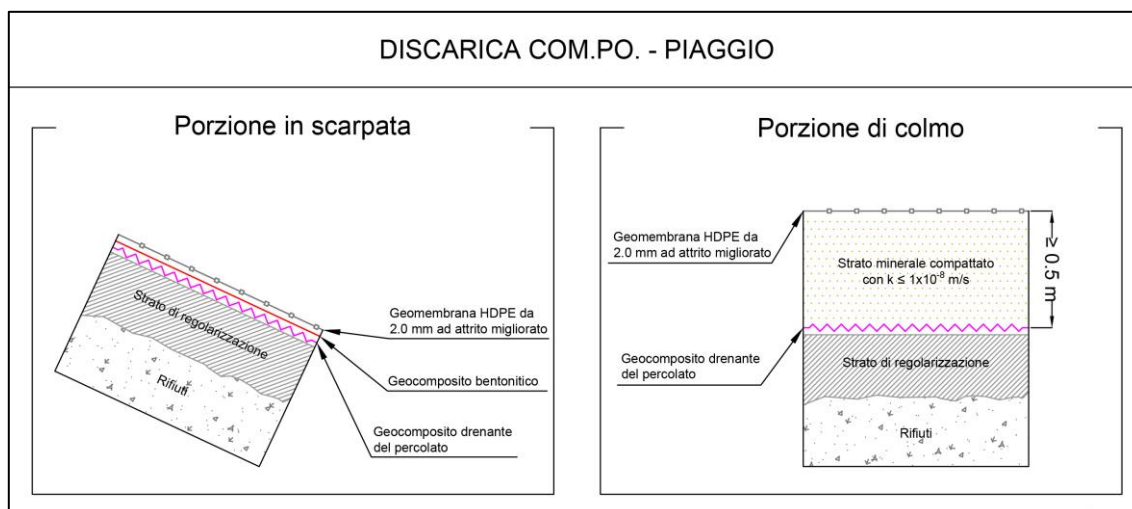 DISCARICA COM.PO. - PIAGGIO
Porzione in scarpata
Strato di regolarizzazione
Rifiuti
Geomembrana HDPE da
2.0 mm ad attrito migliorato
Geocomposito bentonitico
Geocomposito drenante
del percolato
Porzione di colmo
Geomembrana HDPE da
2.0 mm ad attrito migliorato
Strato minerale compattato
con k ≤ 1x10⁻⁸ m/s
≥ 0.5 m
Geocomposito drenante
del percolato
Strato di regolarizzazione
Rifiuti